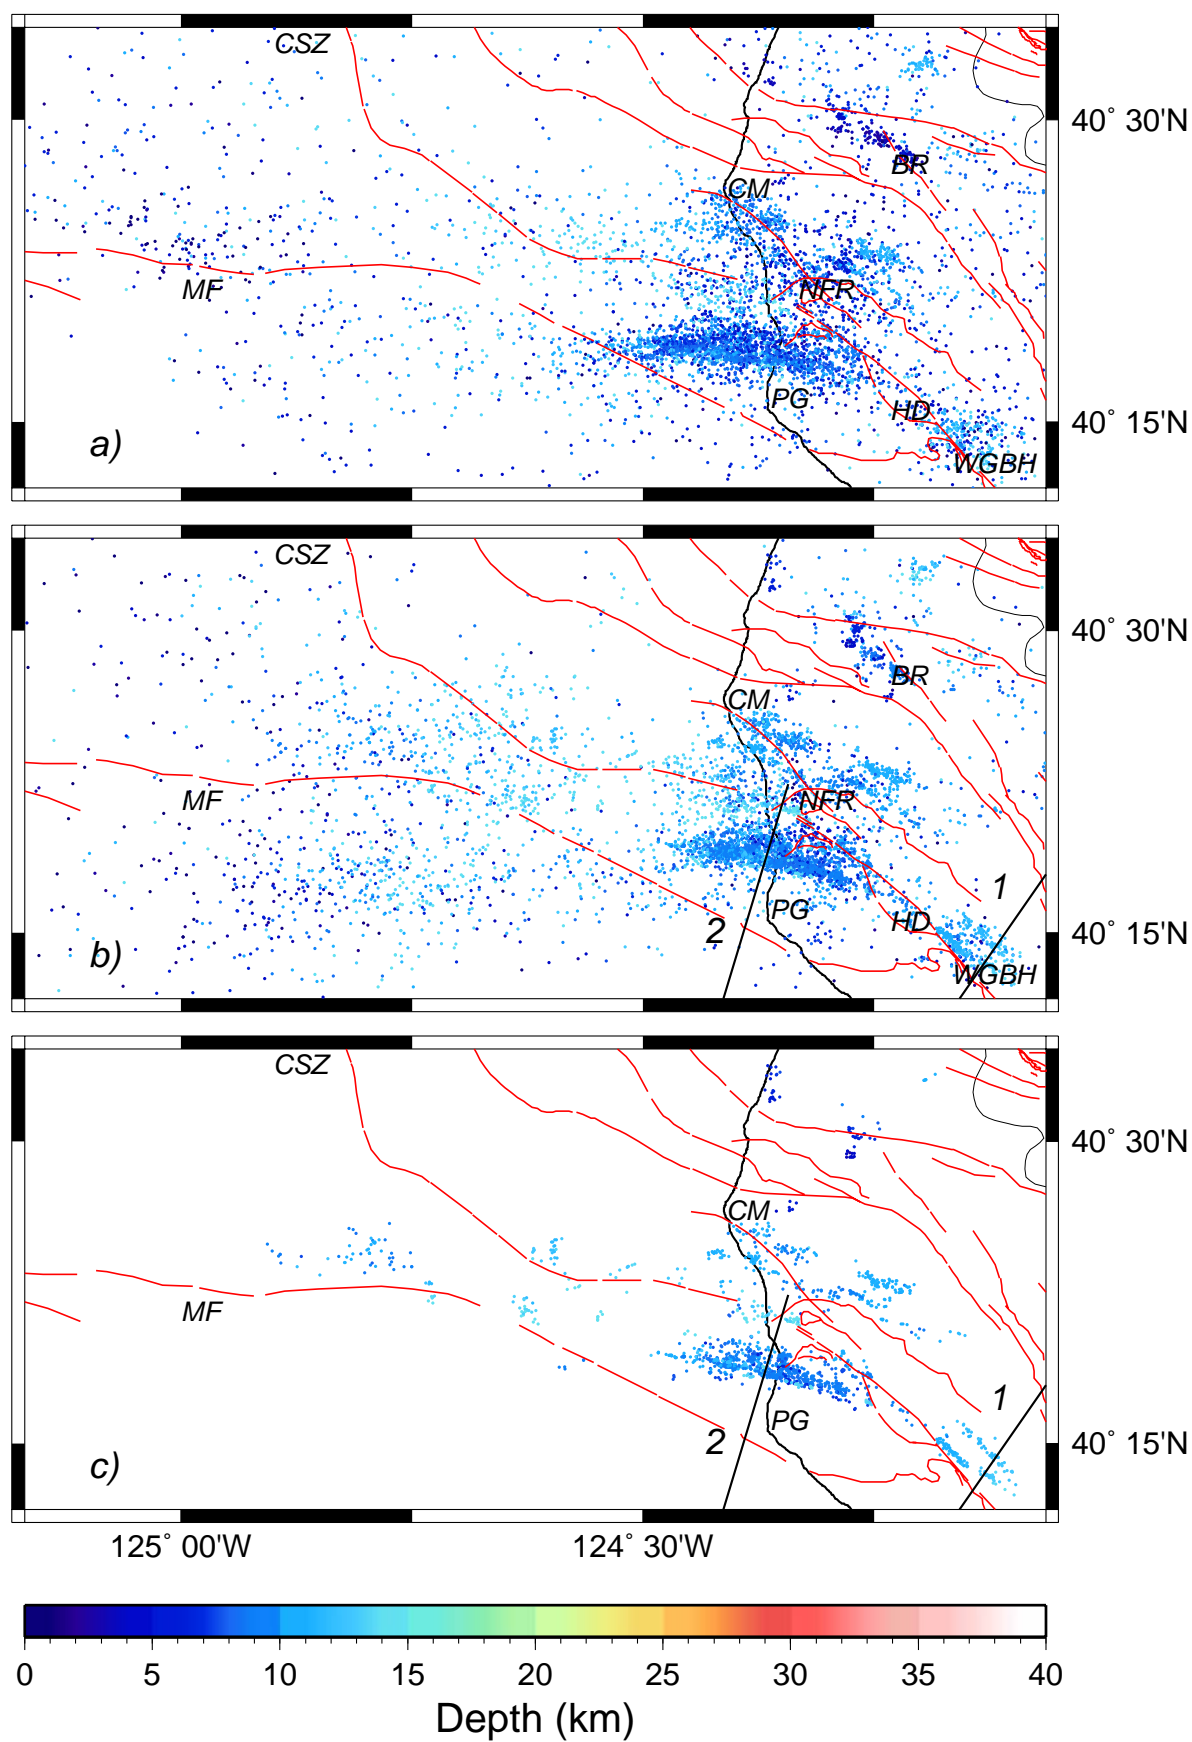 CSZ
40° 30'N
BR
CM
MF
NFR
PG
HD
40° 15'N
a)
WGBH
CSZ
40° 30'N
BR
CM
MF
NFR
1
PG
HD
2
40° 15'N
b)
WGBH
CSZ
40° 30'N
CM
MF
1
PG
2
40° 15'N
c)
125° 00'W 124° 30'W
0 5 10 15 20 25 30 35 40
Depth (km)